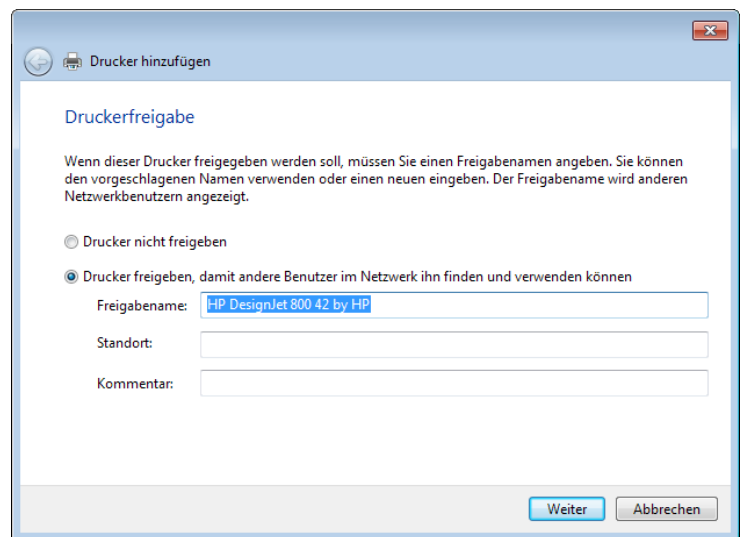 Drucker hinzufügen
Druckerfreigabe
Wenn dieser Drucker freigegeben werden soll, müssen Sie einen Freigabenamen angeben. Sie können
den vorgeschlagenen Namen verwenden oder einen neuen eingeben. Der Freigabename wird anderen
Netzwerkbenutzern angezeigt.
Drucker nicht freigeben
Drucker freigeben, damit andere Benutzer im Netzwerk ihn finden und verwenden können
Freigabename: HP DesignJet 800 42 by HP
Standort:
Kommentar:
Weiter Abbrechen